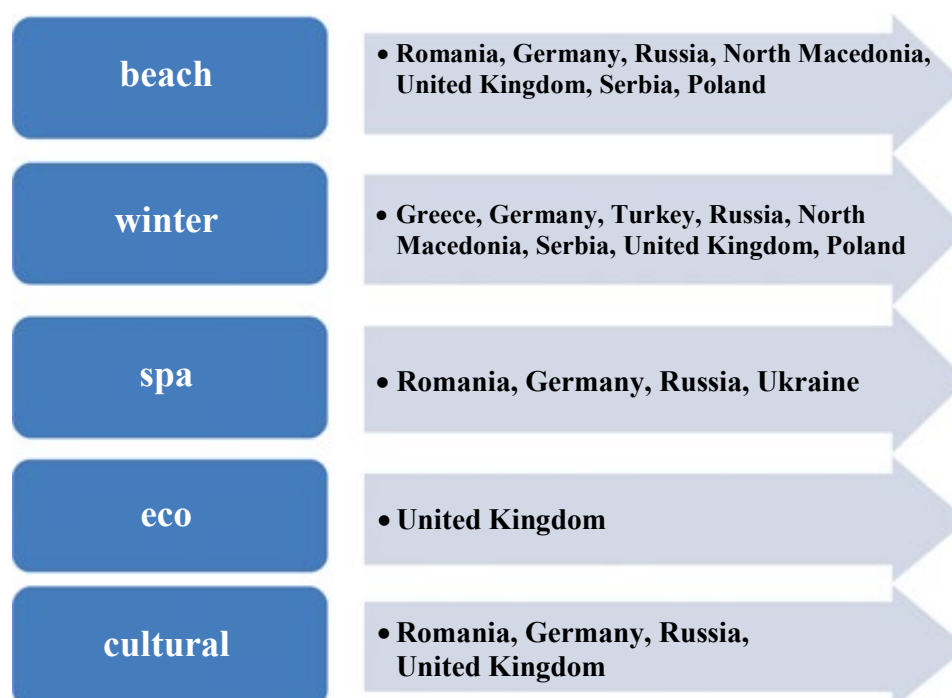 beach
• Romania, Germany, Russia, North Macedonia,
United Kingdom, Serbia, Poland
winter
• Greece, Germany, Turkey, Russia, North
Macedonia, Serbia, United Kingdom, Poland
spa
• Romania, Germany, Russia, Ukraine
eco
• United Kingdom
cultural
• Romania, Germany, Russia,
United Kingdom